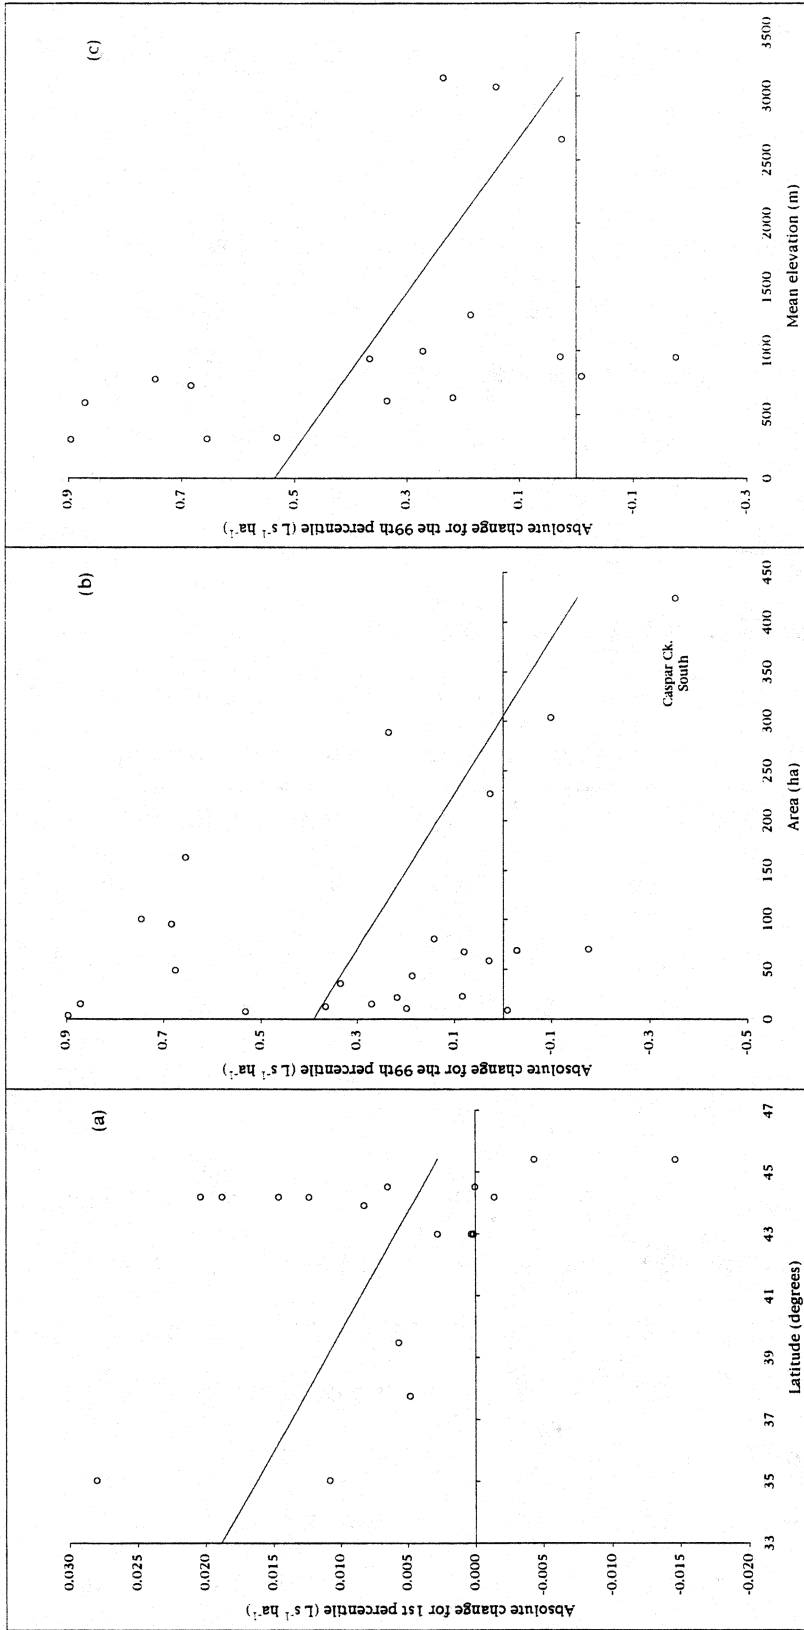 (a)
Absolute change for 1st percentile (L s⁻¹ ha⁻¹)
0.030
0.025
0.020
0.015
0.010
0.005
0.000
-0.005
-0.010
-0.015
-0.020
33 35 37 39 41 43 45 47
Latitude (degrees)
(b)
Absolute change for the 99th percentile (L s⁻¹ ha⁻¹)
0.9
0.7
0.5
0.3
0.1
-0.1
-0.3
-0.5
Caspar Ck.
South
0 50 100 150 200 250 300 350 400 450
Area (ha)
(c)
Absolute change for the 99th percentile (L s⁻¹ ha⁻¹)
0.9
0.7
0.5
0.3
0.1
-0.1
-0.3
0 500 1000 1500 2000 2500 3000 3500
Mean elevation (m)